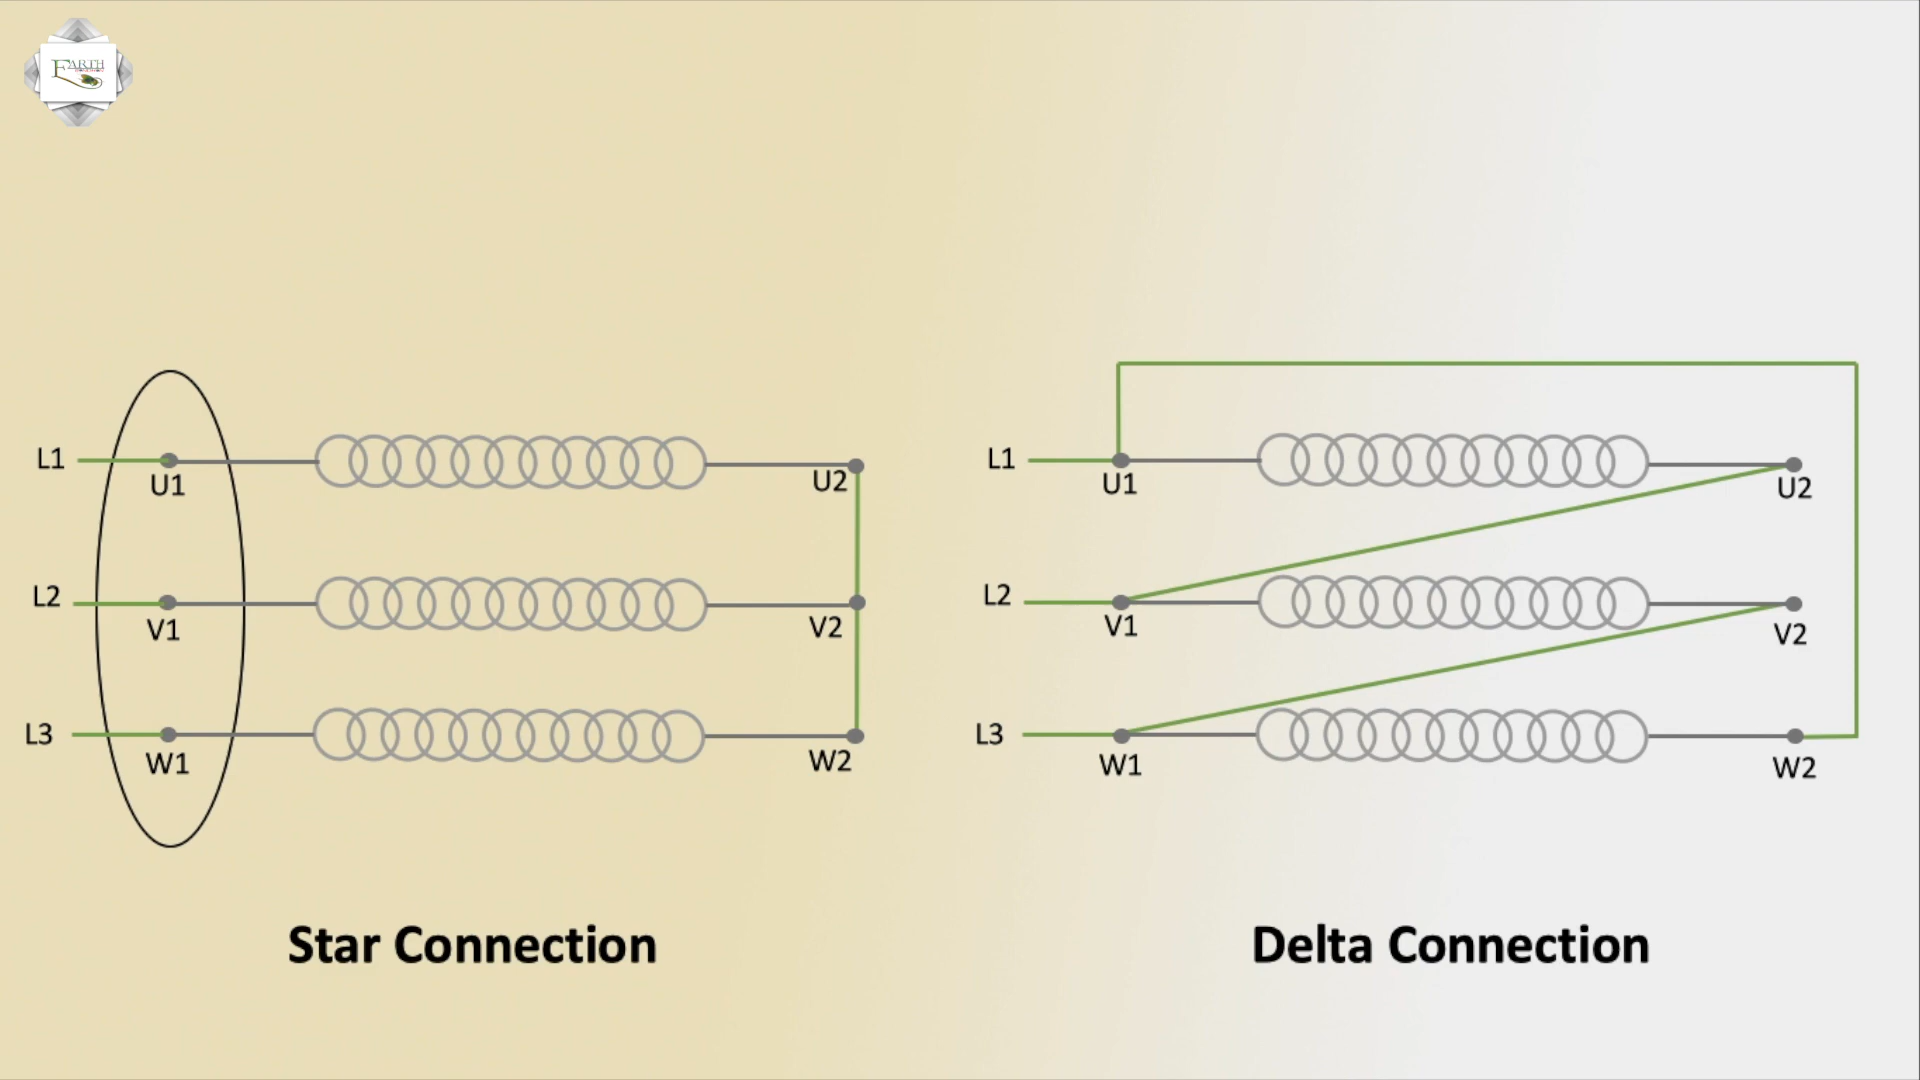 EARTH
L1
U1
U2
L2
V1
V2
L3
W1
W2
Star Connection
L1
U1
U2
L2
V1
V2
L3
W1
W2
Delta Connection